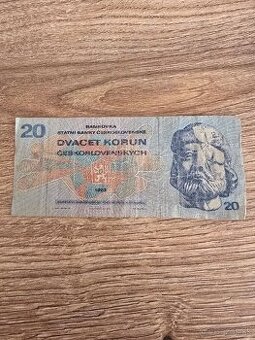 20
BANKOVKA
STÁTNÍ BANKY ČESKOSLOVENSKÉ
DVACET KORUN
ČESKOSLOVENSKÝCH
20